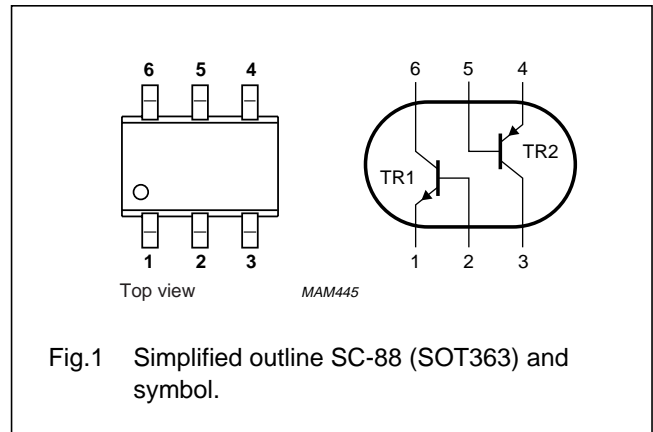 6 5 4
1 2 3
Top view
6 5 4
TR1
TR2
1 2 3
MAM445
Fig.1 Simplified outline SC-88 (SOT363) and
symbol.